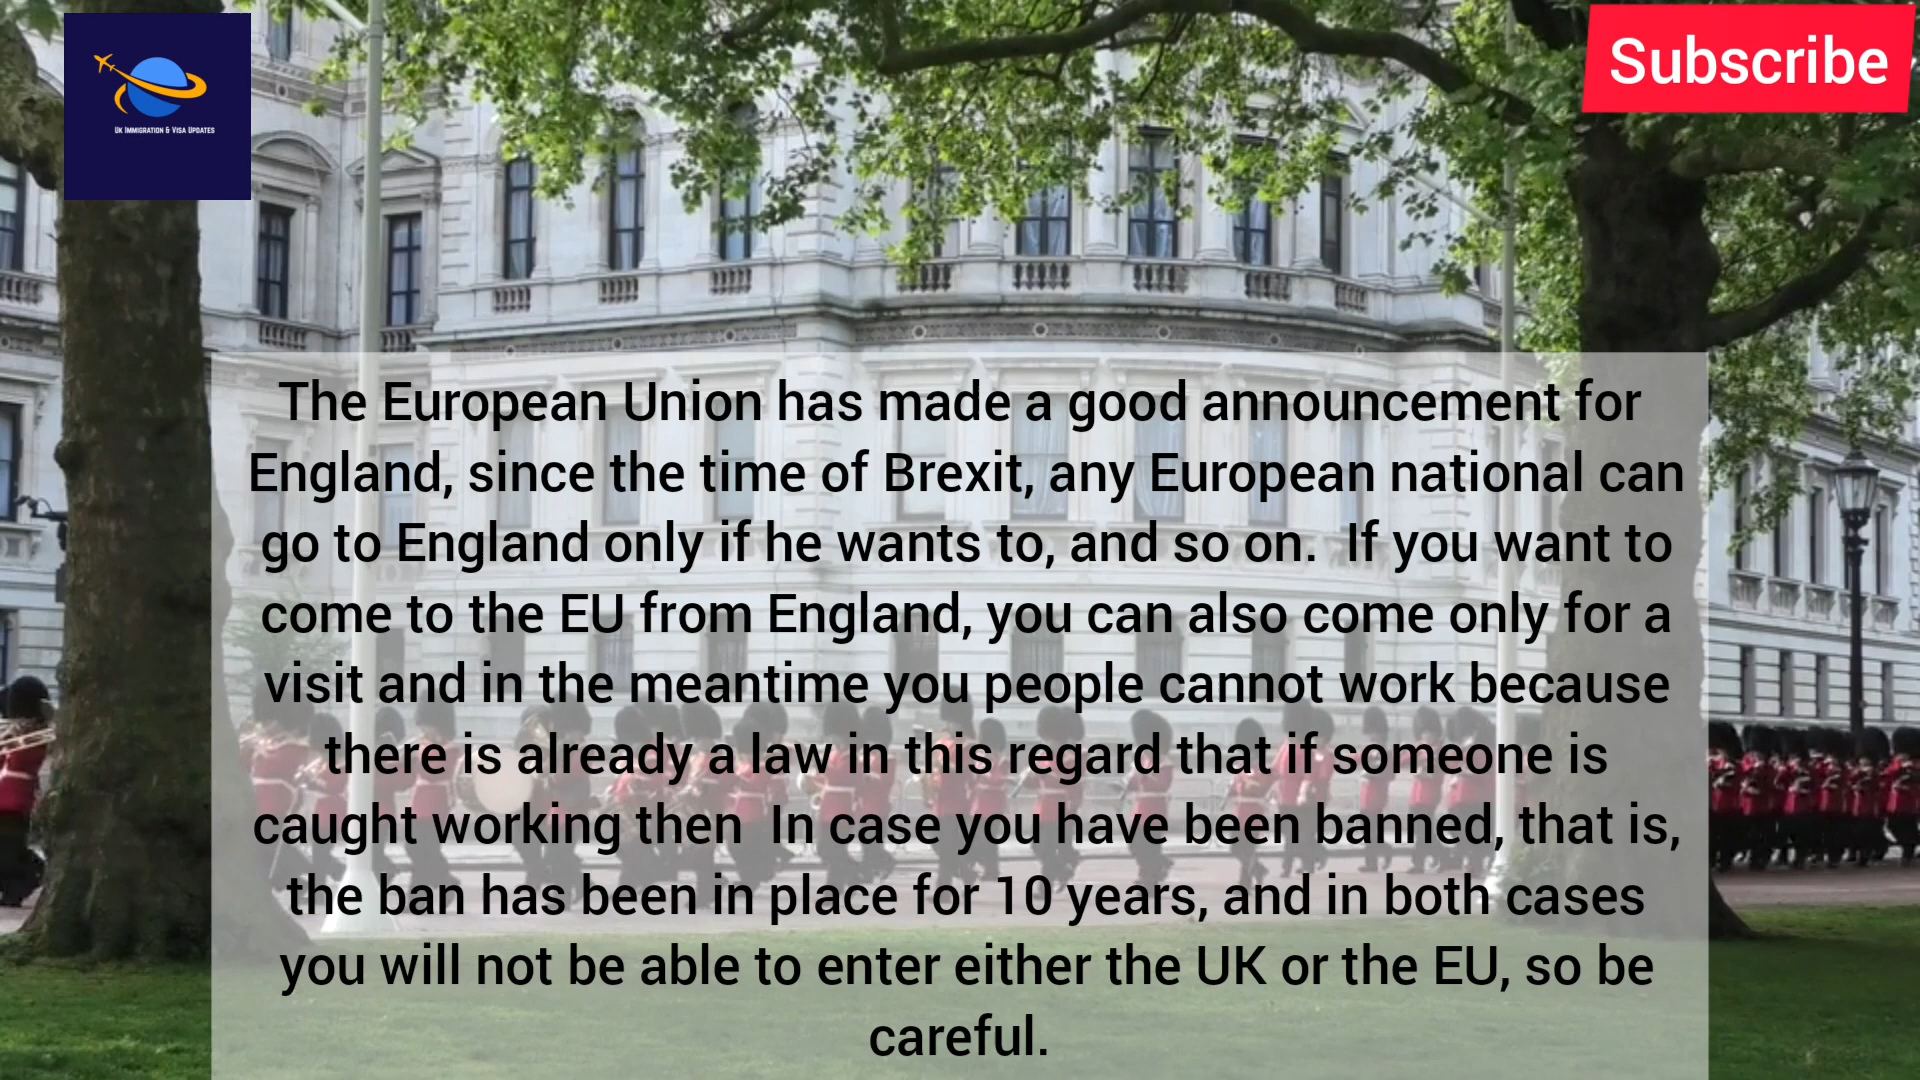 UK Immigration & Visa Updates
Subscribe
The European Union has made a good announcement for
England, since the time of Brexit, any European national can
go to England only if he wants to, and so on.  If you want to
come to the EU from England, you can also come only for a
visit and in the meantime you people cannot work because
there is already a law in this regard that if someone is
caught working then  In case you have been banned, that is,
the ban has been in place for 10 years, and in both cases
you will not be able to enter either the UK or the EU, so be
careful.